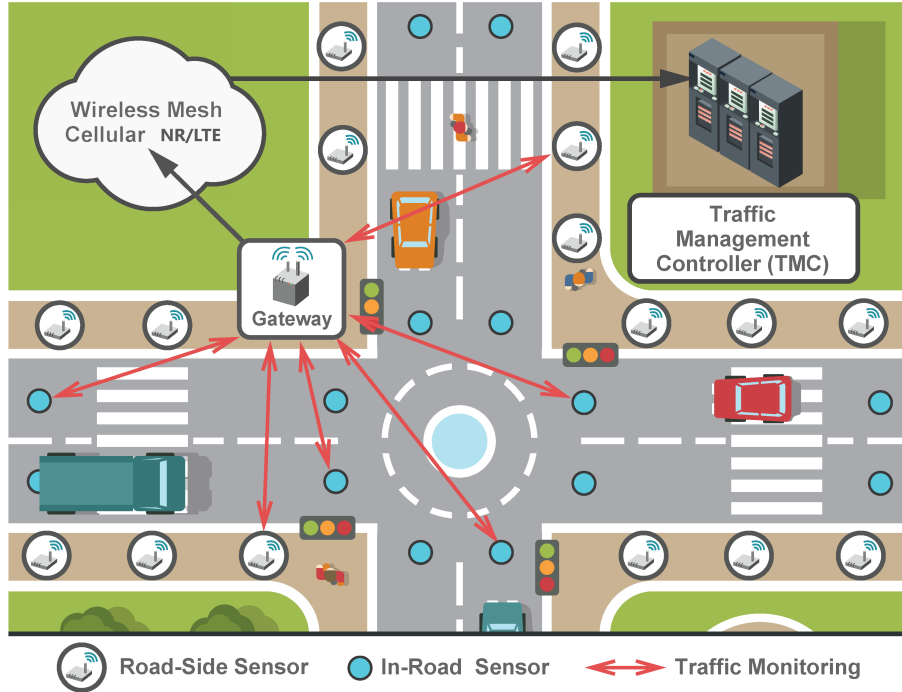 Wireless Mesh
Cellular NR/LTE
Traffic
Management
Controller (TMC)
Gateway
Road-Side Sensor
In-Road Sensor
Traffic Monitoring